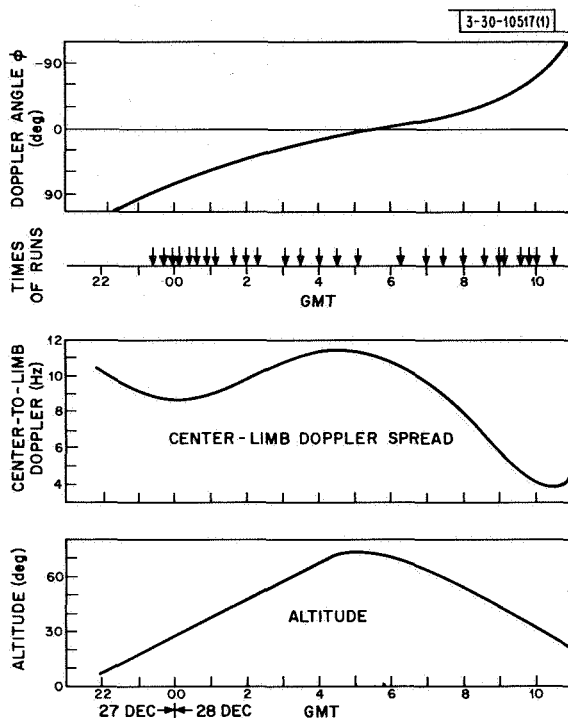 3-30-10517(1)
DOPPLER ANGLE ϕ
(deg)
-90
0
90
TIMES
OF RUNS
22 00 2 4 6 8 10
GMT
CENTER-TO-LIMB
DOPPLER (Hz)
12
10
8
6
4
CENTER-LIMB DOPPLER SPREAD
ALTITUDE (deg)
60
30
0
ALTITUDE
22 00 2 4 6 8 10
27 DEC 28 DEC GMT